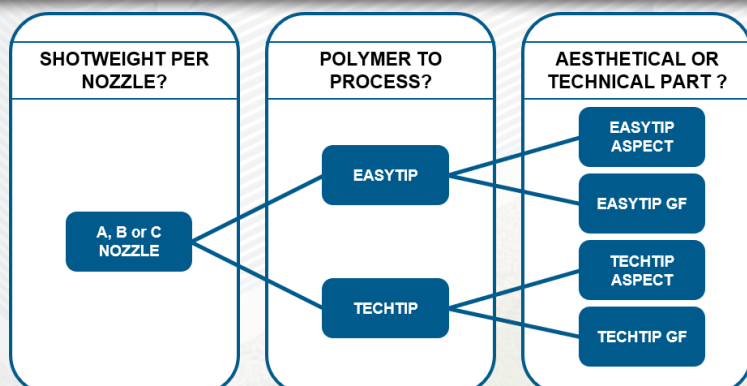 SHOTWEIGHT PER
NOZZLE?
POLYMER TO
PROCESS?
AESTHETICAL OR
TECHNICAL PART ?
A, B or C
NOZZLE
EASYTIP
TECHTIP
EASYTIP
ASPECT
EASYTIP GF
TECHTIP
ASPECT
TECHTIP GF